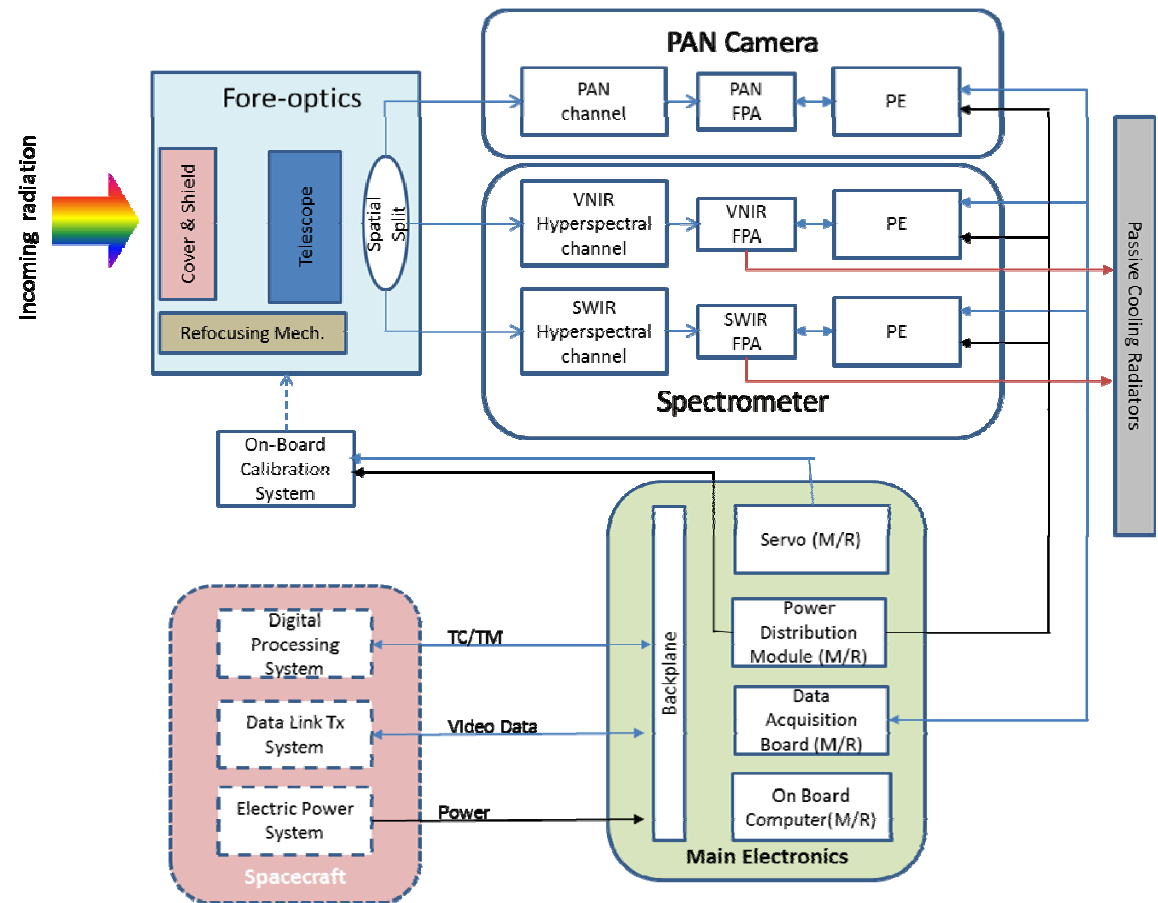 PAN Camera
Fore-optics
PAN
channel
PAN
FPA
PE
Incoming radiation
Cover & Shield
Telescope
Spatial
Split
Refocusing Mech.
VNIR
Hyperspectral
channel
VNIR
FPA
PE
SWIR
Hyperspectral
channel
SWIR
FPA
PE
Spectrometer
Passive Cooling Radiators
On-Board
Calibration
System
Servo (M/R)
Power
Distribution
Module (M/R)
Data
Acquisition
Board (M/R)
On Board
Computer(M/R)
Backplane
Main Electronics
Digital
Processing
System
TC/TM
Data Link Tx
System
Video Data
Electric Power
System
Power
Spacecraft